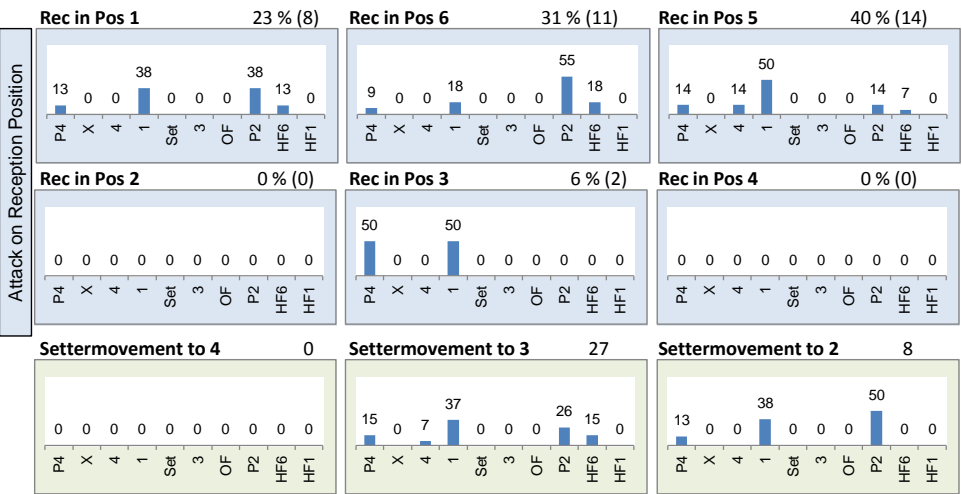 Attack on Reception Position
Rec in Pos 1 23 % (8)
13 0 0 38 0 0 0 38 13 0
P4 X 4 1 Set 3 OF P2 HF6 HF1
Rec in Pos 6 31 % (11)
9 0 0 18 0 0 0 55 18 0
P4 X 4 1 Set 3 OF P2 HF6 HF1
Rec in Pos 5 40 % (14)
14 0 14 50 0 0 0 14 7 0
P4 X 4 1 Set 3 OF P2 HF6 HF1
Rec in Pos 2 0 % (0)
0 0 0 0 0 0 0 0 0 0
P4 X 4 1 Set 3 OF P2 HF6 HF1
Rec in Pos 3 6 % (2)
50 0 0 50 0 0 0 0 0 0
P4 X 4 1 Set 3 OF P2 HF6 HF1
Rec in Pos 4 0 % (0)
0 0 0 0 0 0 0 0 0 0
P4 X 4 1 Set 3 OF P2 HF6 HF1
Settermovement to 4 0
0 0 0 0 0 0 0 0 0 0
P4 X 4 1 Set 3 OF P2 HF6 HF1
Settermovement to 3 27
15 0 7 37 0 0 0 26 15 0
P4 X 4 1 Set 3 OF P2 HF6 HF1
Settermovement to 2 8
13 0 0 38 0 0 0 50 0 0
P4 X 4 1 Set 3 OF P2 HF6 HF1